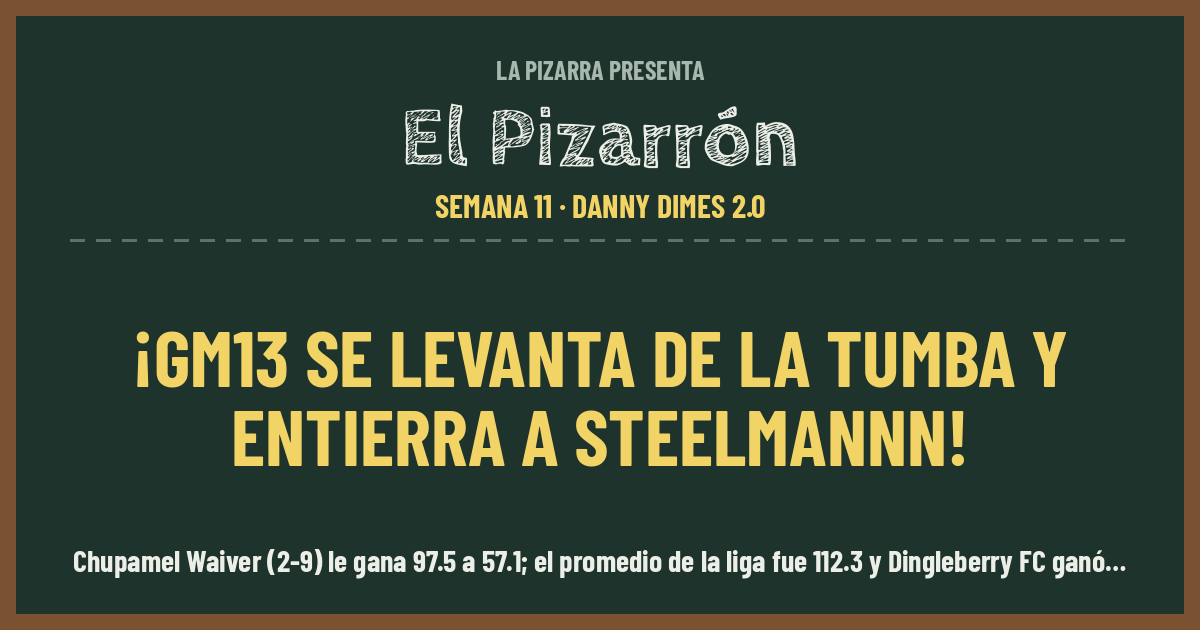 LA PIZARRA PRESENTA
El Pizarrón
SEMANA 11 · DANNY DIMES 2.0
¡GM13 SE LEVANTA DE LA TUMBA Y
ENTIERRA A STEELMANNN!
Chupamel Waiver (2-9) le gana 97.5 a 57.1; el promedio de la liga fue 112.3 y Dingleberry FC ganó...